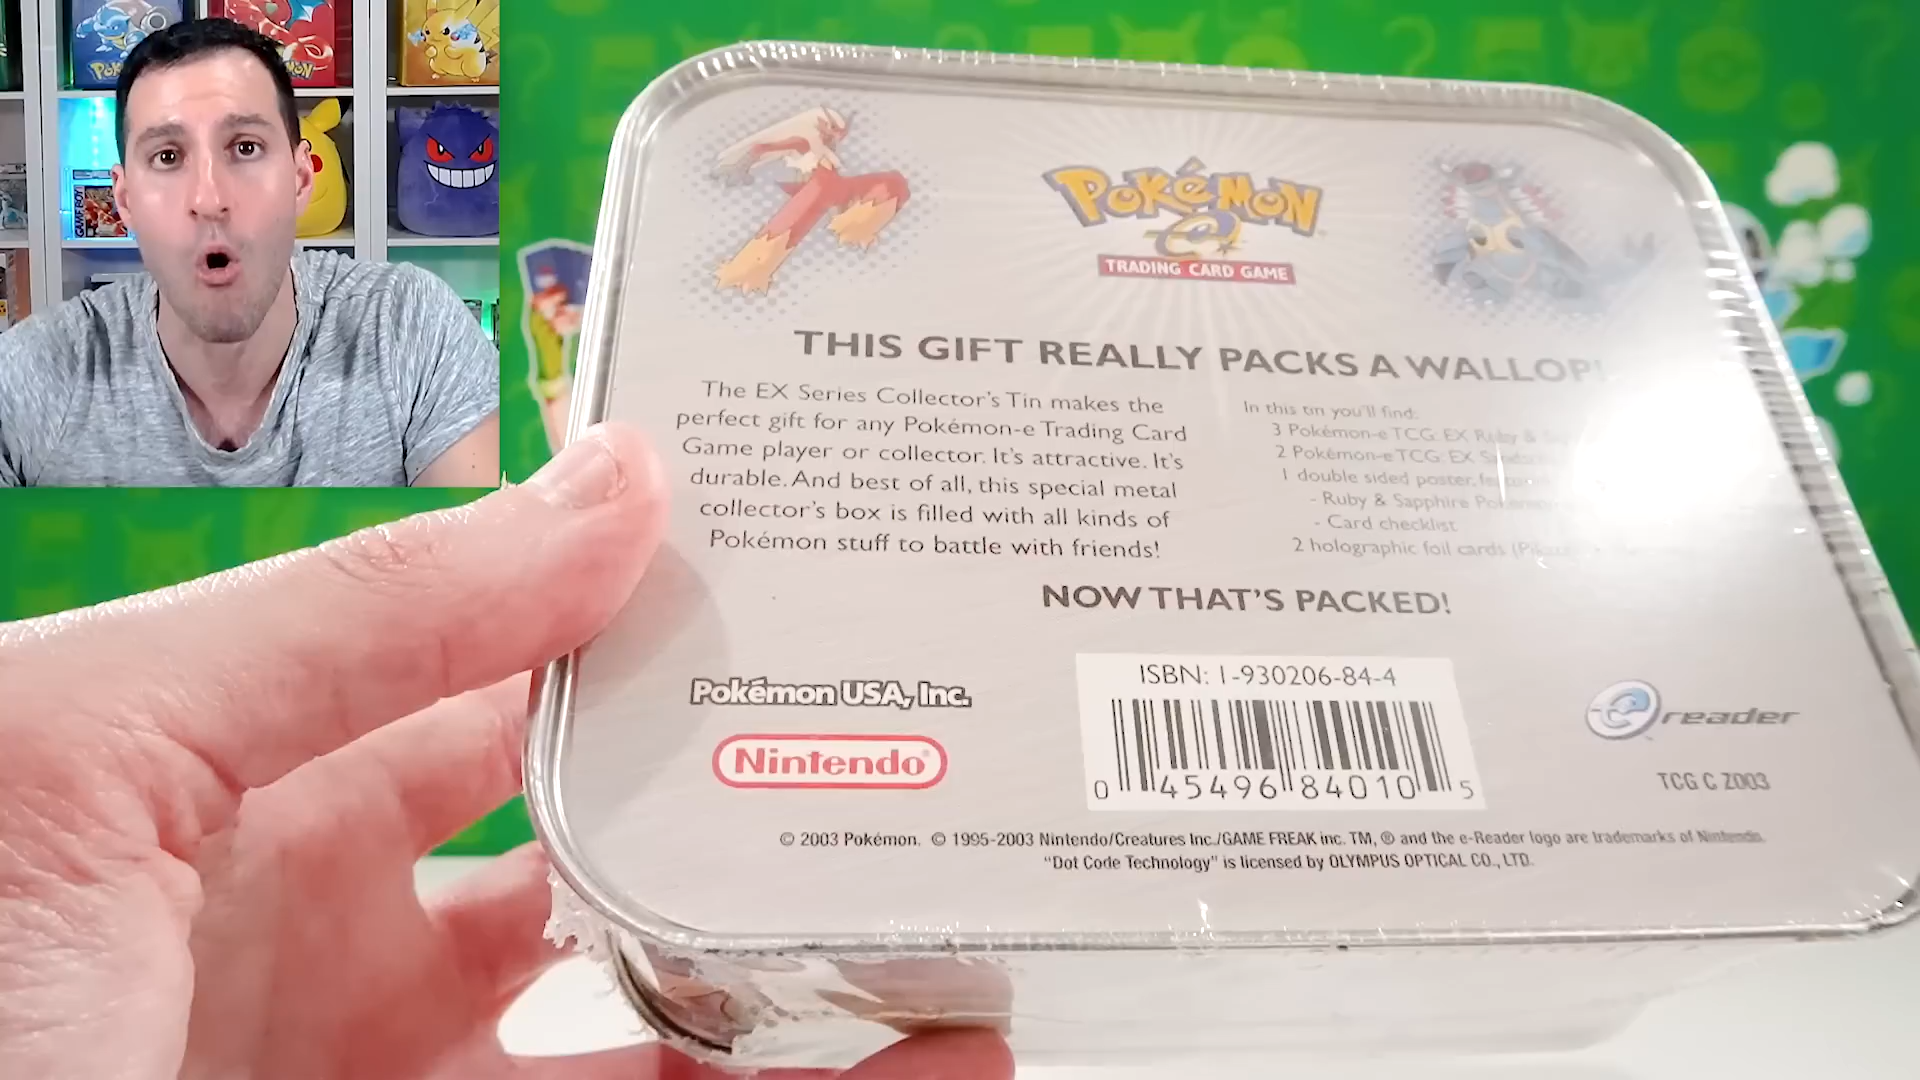 POKéMON
e
TRADING CARD GAME
THIS GIFT REALLY PACKS A WALLOP!
The EX Series Collector's Tin makes the
perfect gift for any Pokémon-e Trading Card
Game player or collector. It's attractive. It's
durable. And best of all, this special metal
collector's box is filled with all kinds of
Pokémon stuff to battle with friends!
In this tin you'll find:
3 Pokémon-e TCG: EX Ruby &
2 Pokémon-e TCG: EX
1 double sided poster,
- Ruby & Sapphire
- Card checklist
2 holographic foil cards
NOW THAT'S PACKED!
Pokémon USA, Inc.
Nintendo®
ISBN: 1-930206-84-4
0 45496 84010 5
e reader
TCG C Z003
© 2003 Pokémon. © 1995-2003 Nintendo/Creatures Inc./GAME FREAK inc. TM, ® and the e-Reader logo are trademarks of Nintendo.
"Dot Code Technology" is licensed by OLYMPUS OPTICAL CO., LTD.
GAME BOY